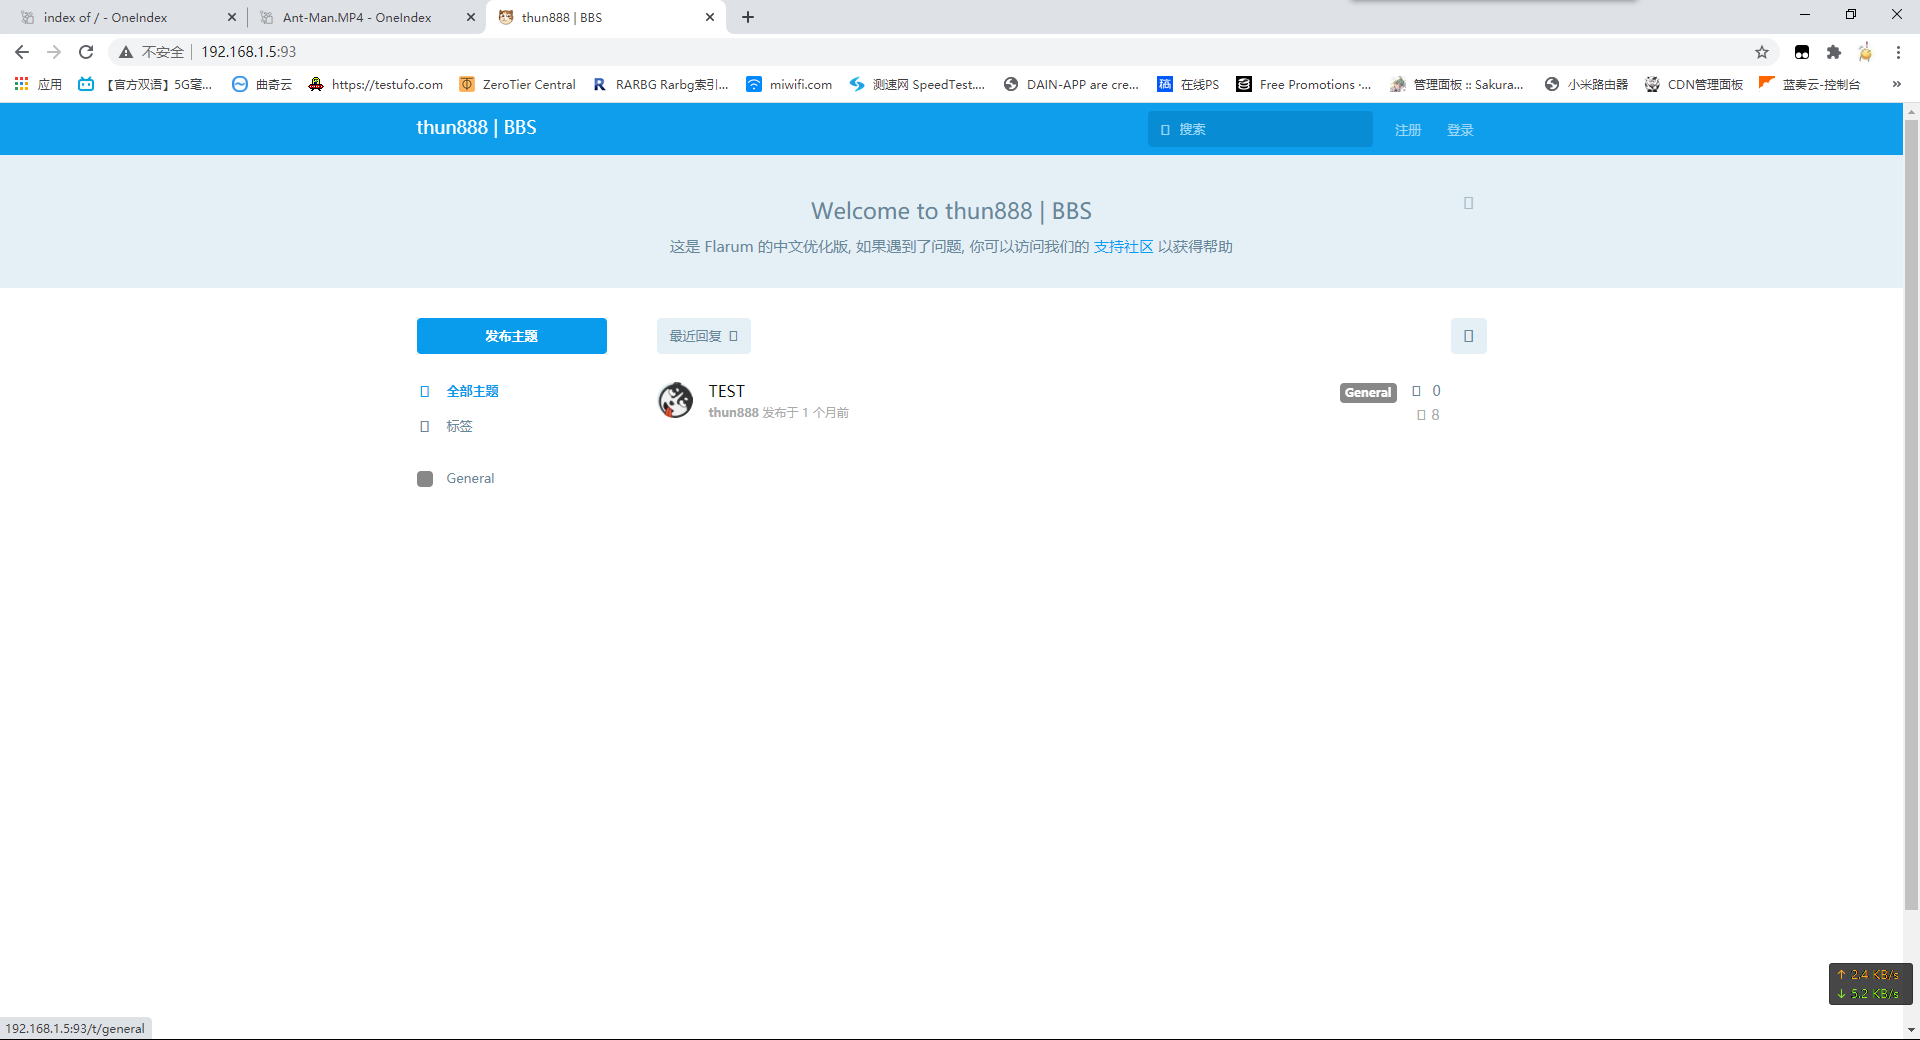 index of / - OneIndex
Ant-Man.MP4 - OneIndex
thun888 | BBS
不安全
192.168.1.5:93
应用
【官方双语】5G毫...
曲奇云
https://testufo.com
ZeroTier Central
RARBG Rarbg索引...
miwifi.com
测速网 SpeedTest....
DAIN-APP are cre...
在线PS
Free Promotions ·...
管理面板 :: Sakura...
小米路由器
CDN管理面板
蓝奏云-控制台
»
thun888 | BBS
搜索
注册
登录
Welcome to thun888 | BBS
这是 Flarum 的中文优化版, 如果遇到了问题, 你可以访问我们的 支持社区 以获得帮助
发布主题
最近回复
全部主题
标签
General
TEST
thun888 发布于 1 个月前
General
0
8
↑ 2.4 KB/s
↓ 5.2 KB/s
192.168.1.5:93/t/general